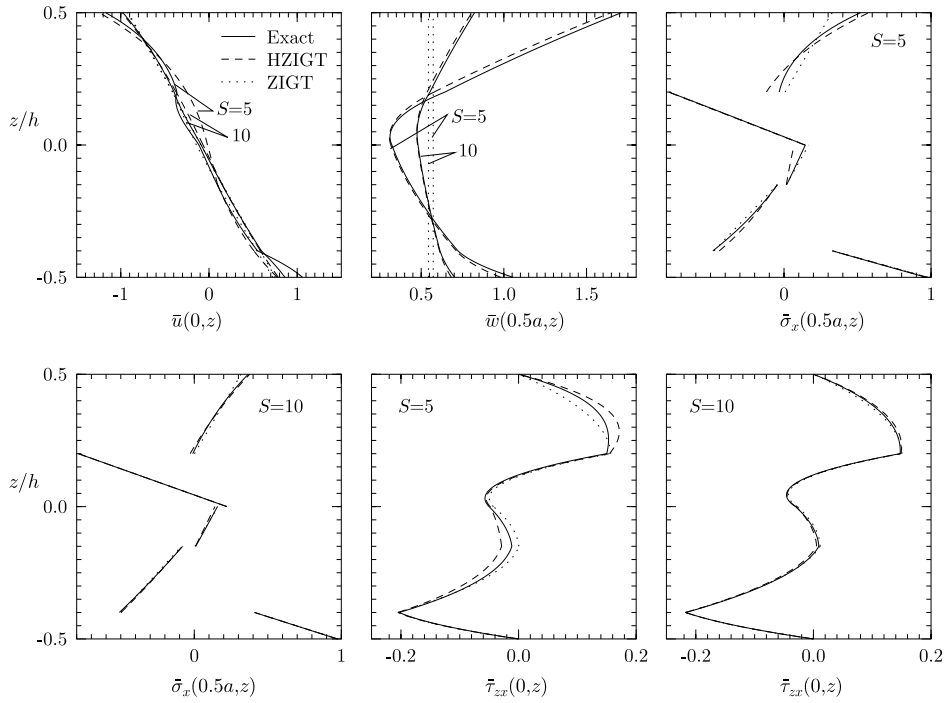 0.5
Exact
HZIGT
ZIGT
S=5
10
z/h
0.0
-0.5
-1
0
1
ū(0,z)
S=5
10
0.5
1.0
1.5
w̄(0.5a,z)
S=5
0
1
σ̄ₓ(0.5a,z)
0.5
S=10
z/h
0.0
-0.5
0
1
σ̄ₓ(0.5a,z)
S=5
-0.2
0.0
0.2
τ̄_zx(0,z)
S=10
-0.2
0.0
0.2
τ̄_zx(0,z)